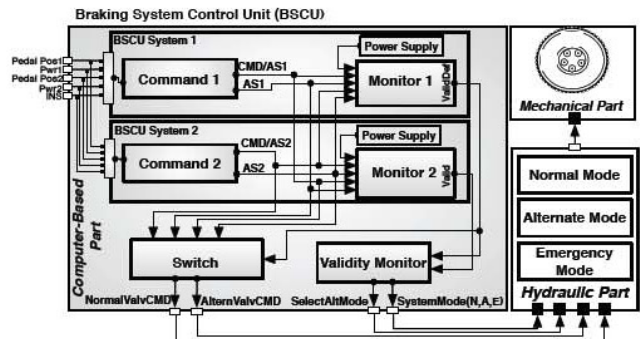 Braking System Control Unit (BSCU)
BSCU System 1
Power Supply
Pedal Pos1
Pwr1
Pedal Pos2
Pwr2
INS
Command 1
CMD/AS1
AS1
Monitor 1
ValidDef
Mechanical Part
BSCU System 2
Power Supply
Command 2
CMD/AS2
AS2
Monitor 2
Valid
Normal Mode
Alternate Mode
Emergency
Mode
Hydraulic Part
Computer-Based
Part
Switch
Validity Monitor
NormalValvCMD
AlternValvCMD
SelectAltMode
SystemMode(N,A,E)